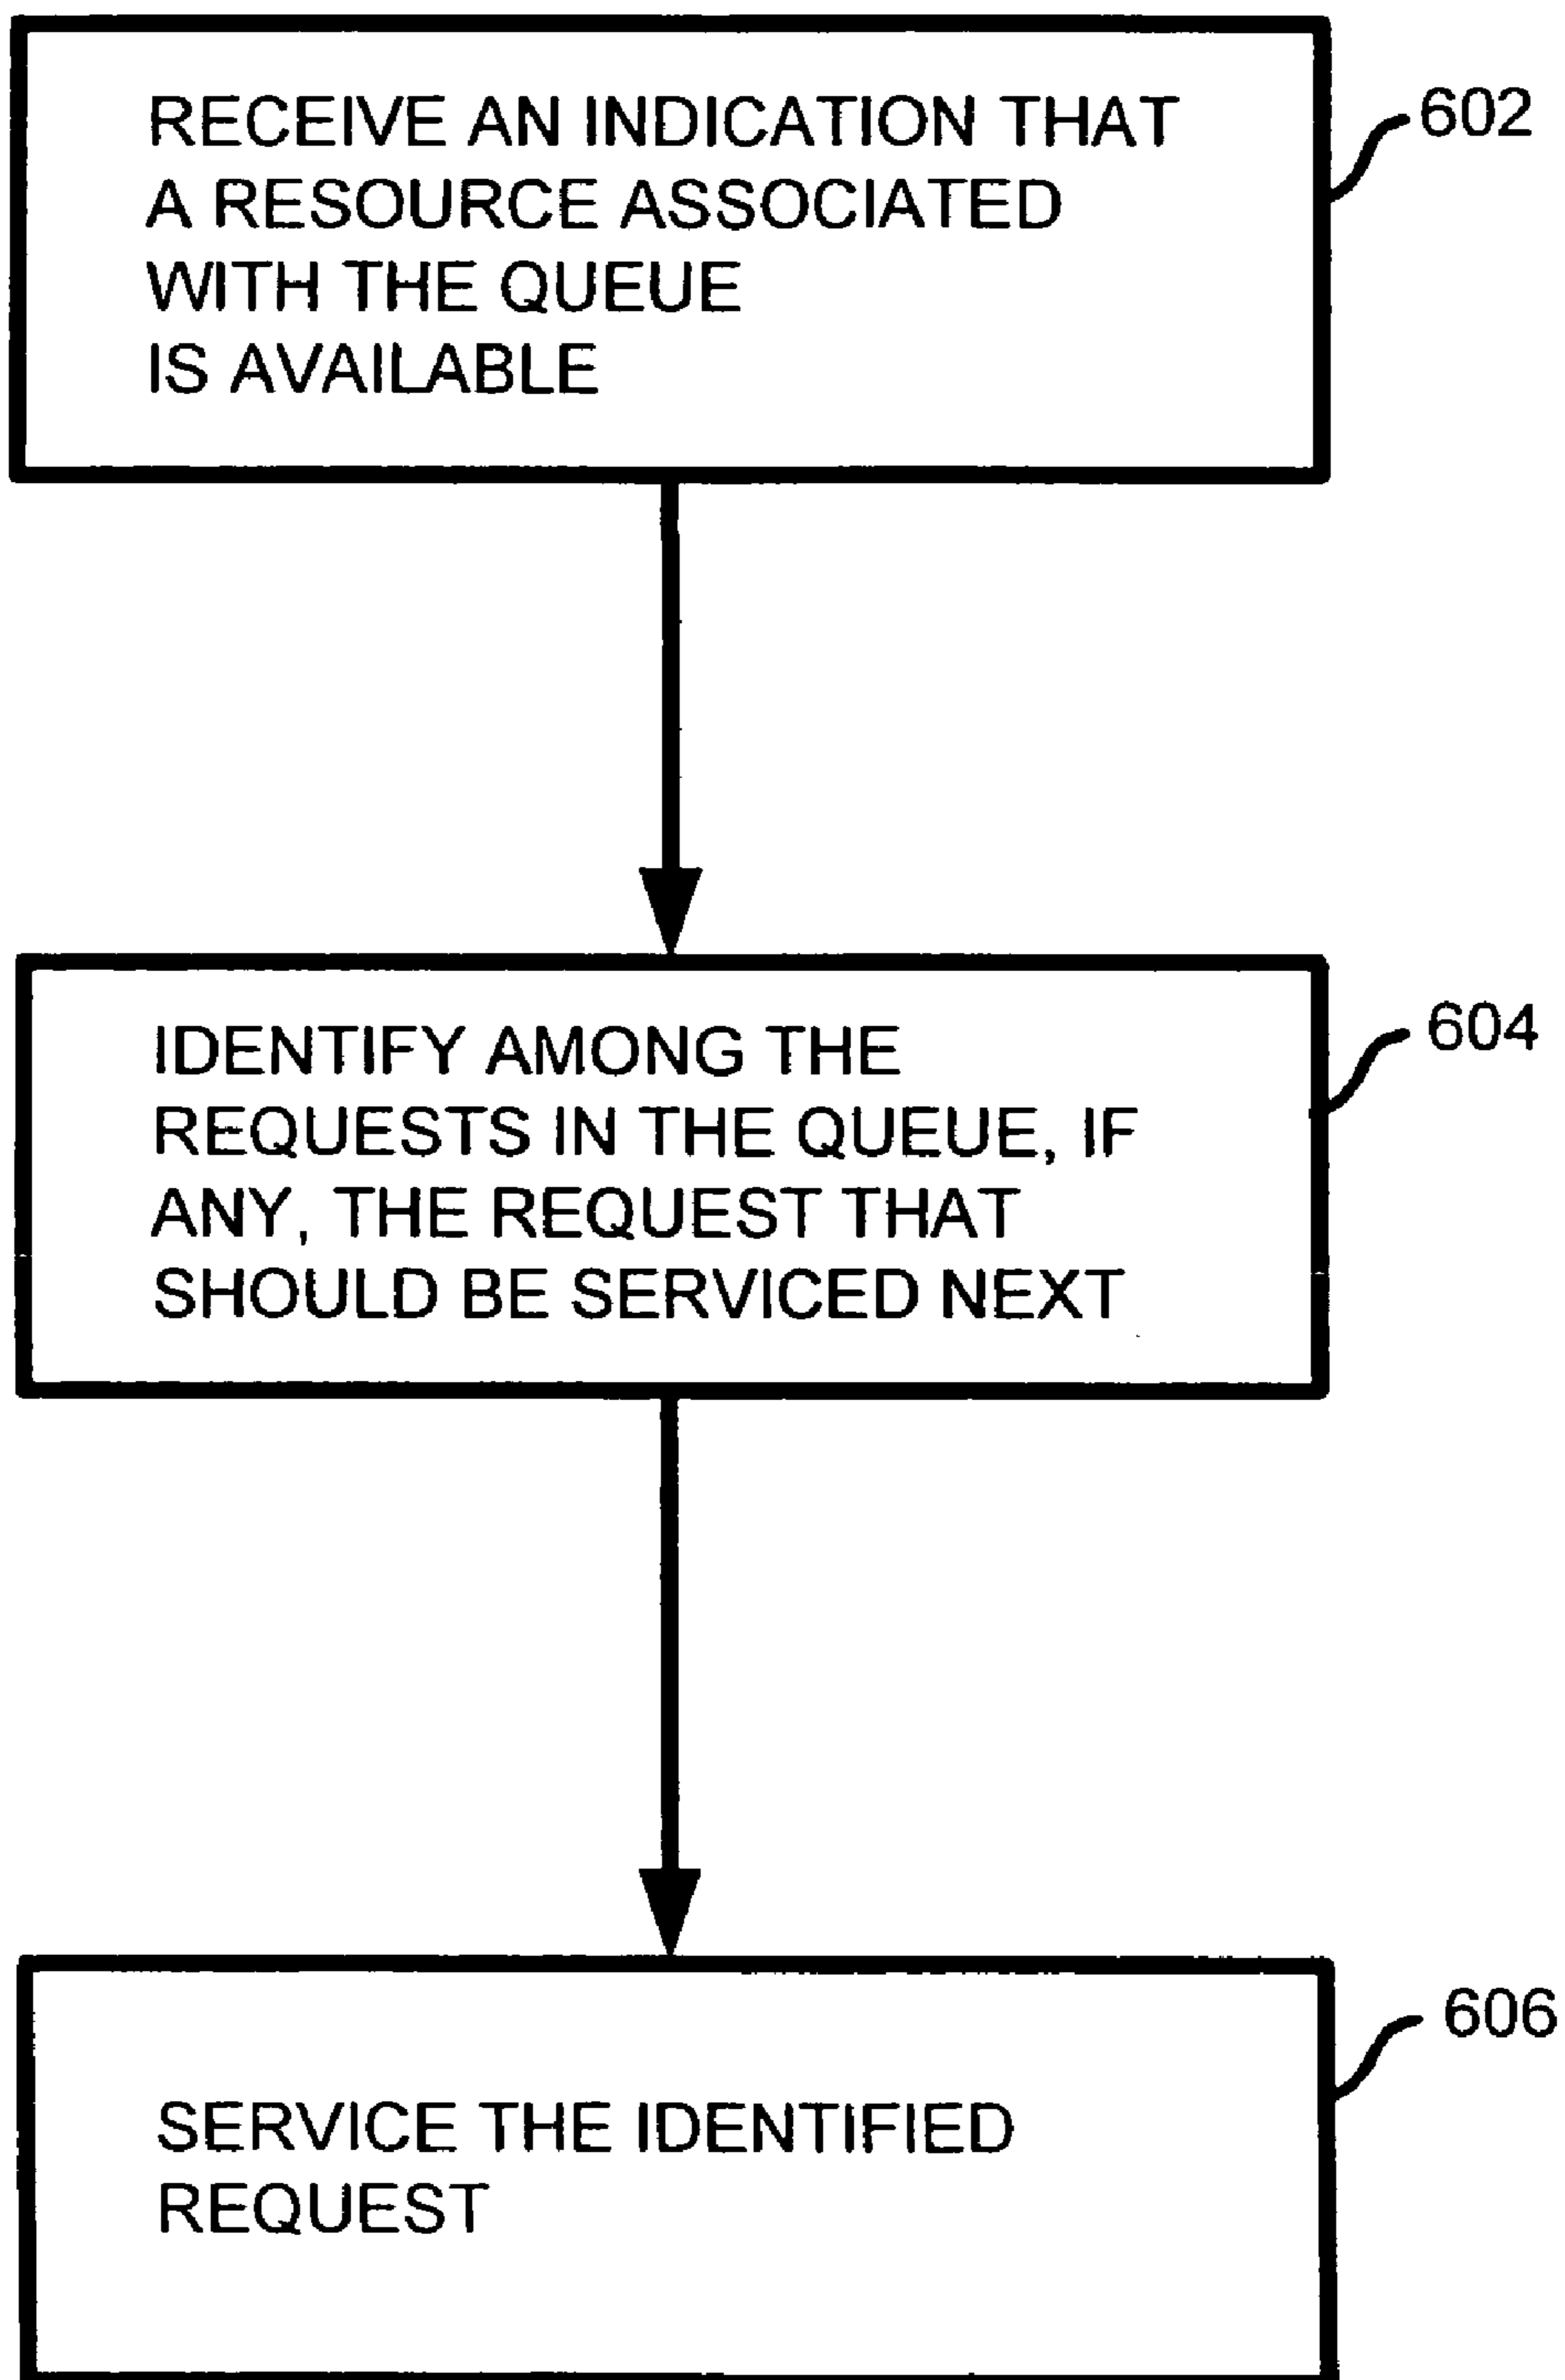 RECEIVE AN INDICATION THAT
A RESOURCE ASSOCIATED
WITH THE QUEUE
IS AVAILABLE
602
IDENTIFY AMONG THE
REQUESTS IN THE QUEUE, IF
ANY, THE REQUEST THAT
SHOULD BE SERVICED NEXT
604
SERVICE THE IDENTIFIED
REQUEST
606